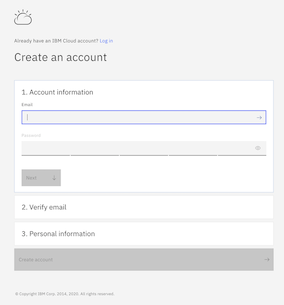 Already have an IBM Cloud account? Log in
Create an account
1. Account information
Email
Password
Next
2. Verify email
3. Personal information
Create account
© Copyright IBM Corp. 2014, 2020. All rights reserved.